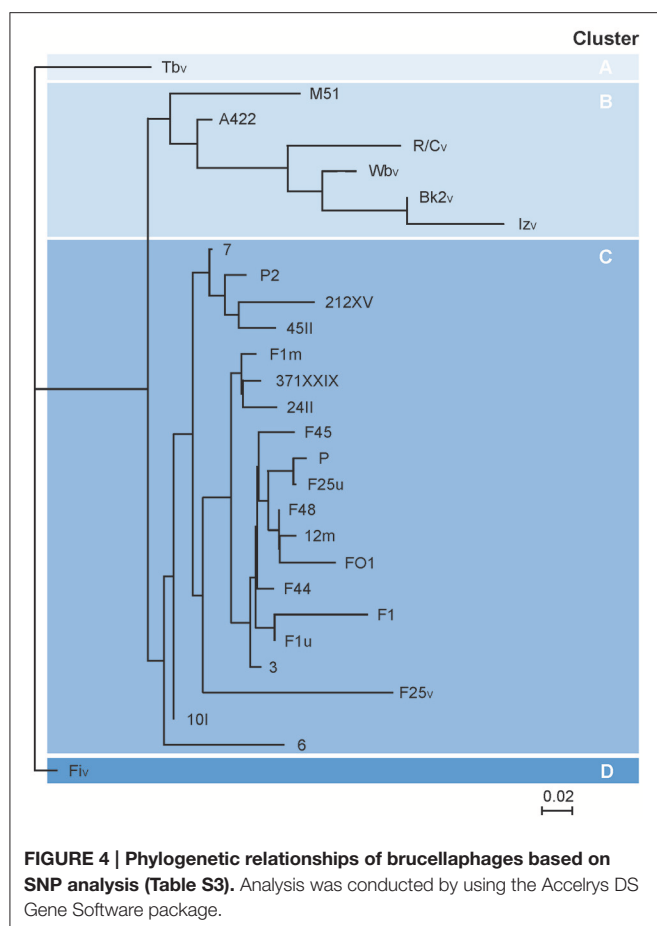 Cluster
Tbv
A
M51
B
A422
R/Cv
Wbv
Bk2v
Izv
7
C
P2
212XV
45II
F1m
371XXIX
24II
F45
P
F25u
F48
12m
FO1
F44
F1
F1u
3
F25v
10I
6
Fiv
D
0.02
FIGURE 4 | Phylogenetic relationships of brucellaphages based on
SNP analysis (Table S3). Analysis was conducted by using the Accelrys DS
Gene Software package.